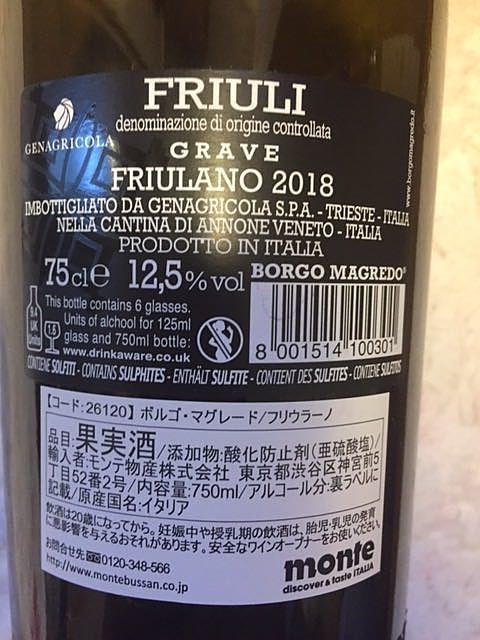 FRIULI
denominazione di origine controllata
GENAGRICOLA
GRAVE
FRIULANO 2018
IMBOTTIGLIATO DA GENAGRICOLA S.P.A. - TRIESTE - ITALIA
NELLA CANTINA DI ANNONE VENETO - ITALIA
PRODOTTO IN ITALIA
www.borgomagredo.it
75cle 12,5% vol
BORGO MAGREDO®
This bottle contains 6 glasses.
Units of alchool for 125ml
glass and 750ml bottle:
www.drinkaware.co.uk
9.4
UK
Units
1.6
8 001514 100301
CONTIENE SOLFITI - CONTAINS SULPHITES - ENTHÄLT SULFITE - CONTIENT DES SULFITES - CONTIENE SULFITOS
【コード:26120】ボルゴ・マグレード/フリウラーノ
品目:果実酒/添加物:酸化防止剤(亜硫酸塩)/
輸入者:モンテ物産株式会社 東京都渋谷区神宮前5
丁目52番2号/内容量:750ml/アルコール分:裏ラベルに
記載/原産国名:イタリア
飲酒は20歳になってから。妊娠中や授乳期の飲酒は、胎児・乳児の発育
に悪影響を与えるおそれがあります。安全なワインオープナーをお使いください。
お問合せ先 0120-348-566
http://www.montebussan.co.jp
monte
discover & taste ITALIA